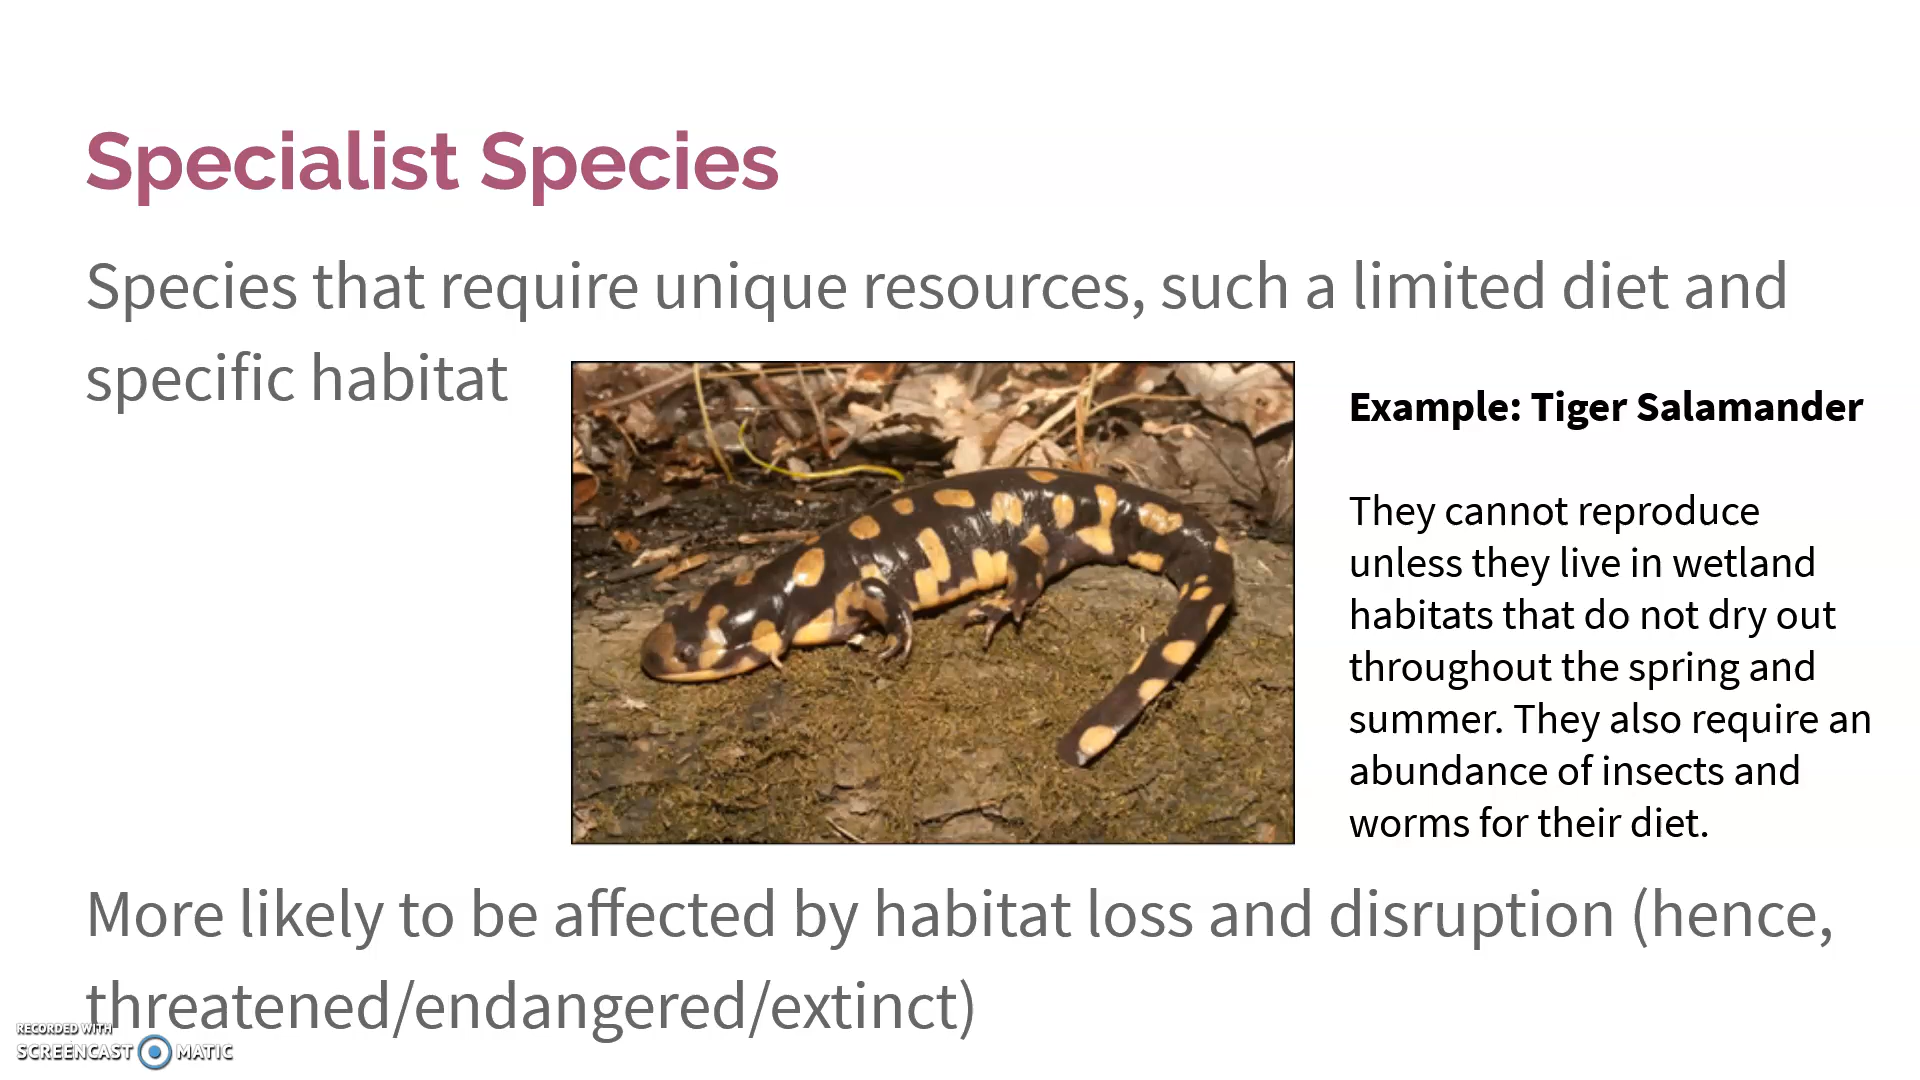 Specialist Species
Species that require unique resources, such a limited diet and
specific habitat
Example: Tiger Salamander
They cannot reproduce
unless they live in wetland
habitats that do not dry out
throughout the spring and
summer. They also require an
abundance of insects and
worms for their diet.
More likely to be affected by habitat loss and disruption (hence,
threatened/endangered/extinct)
RECORDED WITH
SCREENCAST MATIC